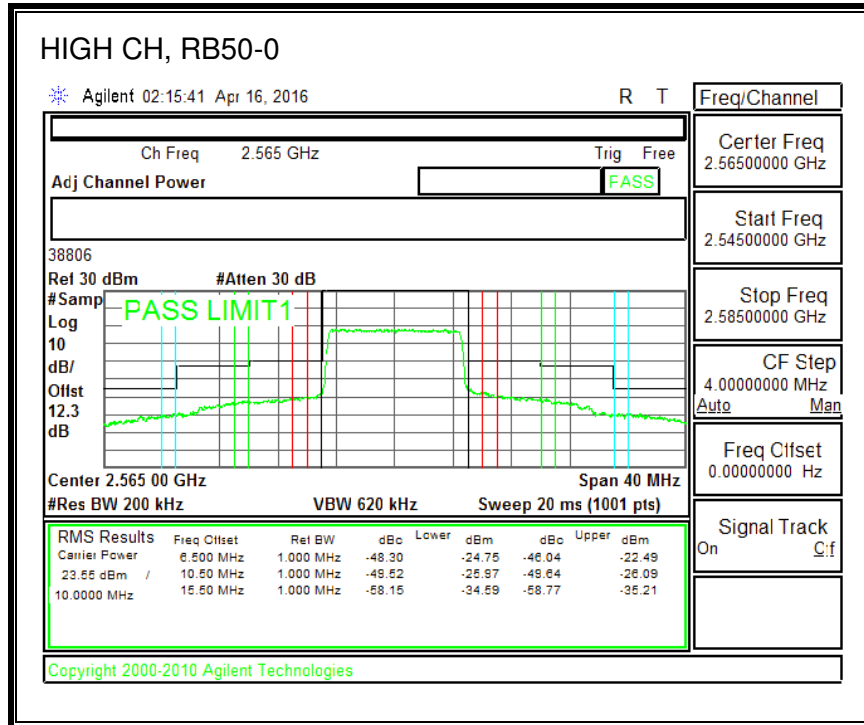 HIGH CH, RB50-0
Agilent 02:15:41 Apr 16, 2016 R T
Freq/Channel
Ch Freq 2.565 GHz Trig Free
Adj Channel Power PASS
Center Freq
2.56500000 GHz
Start Freq
2.54500000 GHz
38806
Ref 30 dBm #Atten 30 dB
#Samp
Log
10
dB/
Offst
12.3
dB
PASS LIMIT1
Stop Freq
2.58500000 GHz
CF Step
4.00000000 MHz
Auto Man
Freq Offset
0.00000000 Hz
Center 2.565 00 GHz Span 40 MHz
#Res BW 200 kHz VBW 620 kHz Sweep 20 ms (1001 pts)
Signal Track
On Off
RMS Results Freq Offset Ref BW dBc Lower dBm dBc Upper dBm
Carrier Power 6.500 MHz 1.000 MHz -48.30 -24.75 -46.04 -22.49
23.55 dBm / 10.50 MHz 1.000 MHz -49.52 -25.97 -49.64 -26.09
10.0000 MHz 15.50 MHz 1.000 MHz -58.15 -34.59 -58.77 -35.21
Copyright 2000-2010 Agilent Technologies